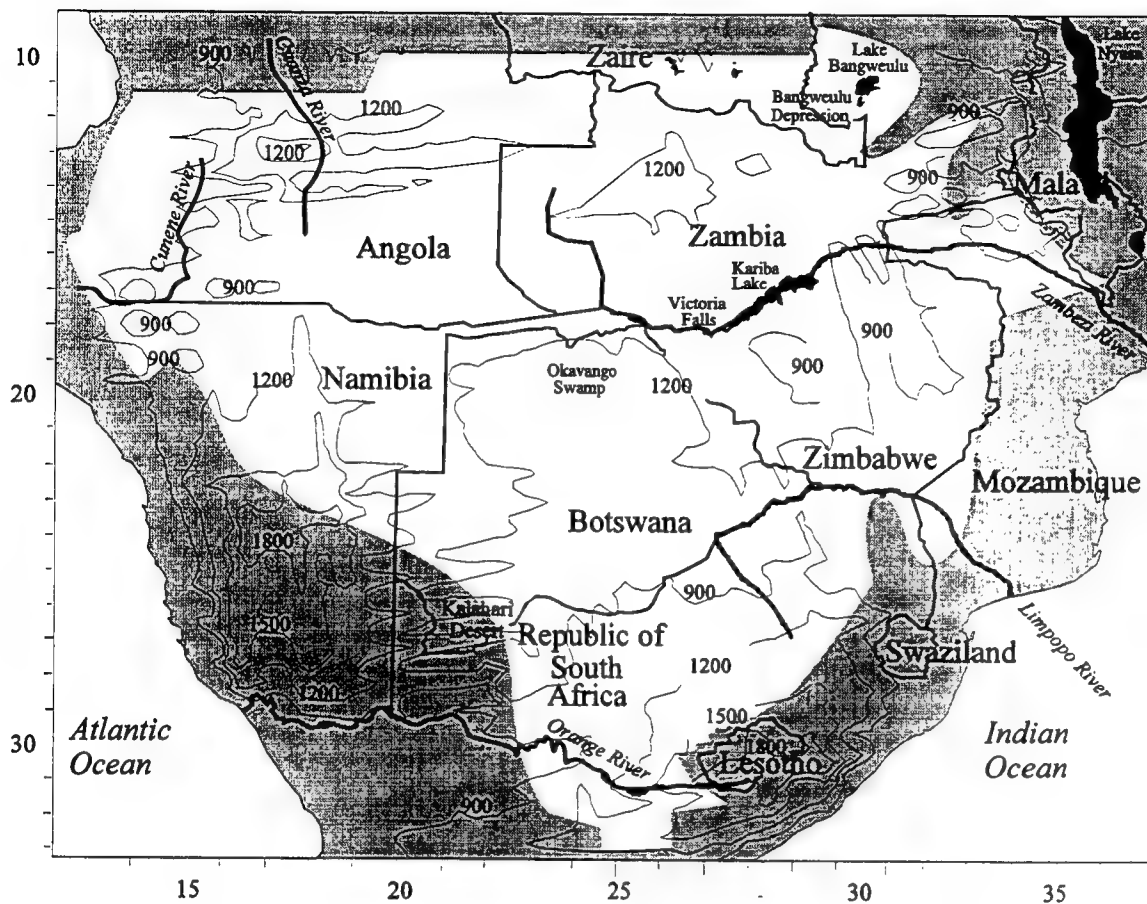 10
20
30
900
Cwanza River
1200
1200
Zaire
Lake
Bangweulu
Bangweulu
Depression
Lake
900
1200
900
Cunene River
Angola
Zambia
Kariba
Lake
Victoria
Falls
900
900
900
1200
Namibia
Okavango
Swamp
1200
900
900
Zambezi River
Zimbabwe
Mozambique
Botswana
1800
1500
1200
Kalahari
Desert
900
Republic of
South
Africa
1200
Swaziland
Limpopo River
1500
1800
Lesotho
Orange River
Atlantic
Ocean
Indian
Ocean
900
15
20
25
30
35